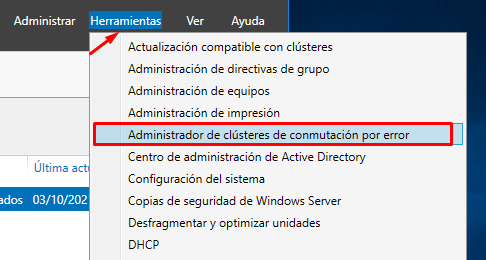 Administrar Herramientas Ver Ayuda
Actualización compatible con clústeres
Administración de directivas de grupo
Administración de equipos
Administración de impresión
Administrador de clústeres de conmutación por error
Centro de administración de Active Directory
Última actu
Configuración del sistema
ados 03/10/202
Copias de seguridad de Windows Server
Desfragmentar y optimizar unidades
DHCP